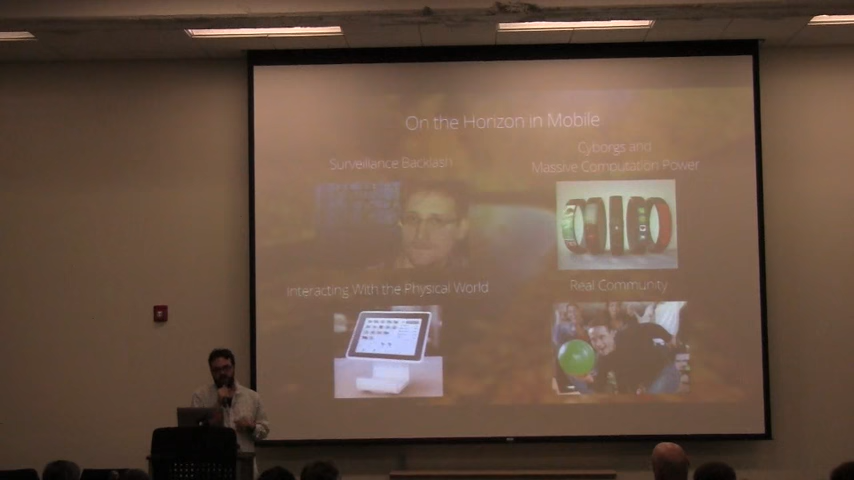 On the Horizon in Mobile
Surveillance Backlash
Cyborgs and
Massive Computation Power
Interacting With the Physical World
Real Community